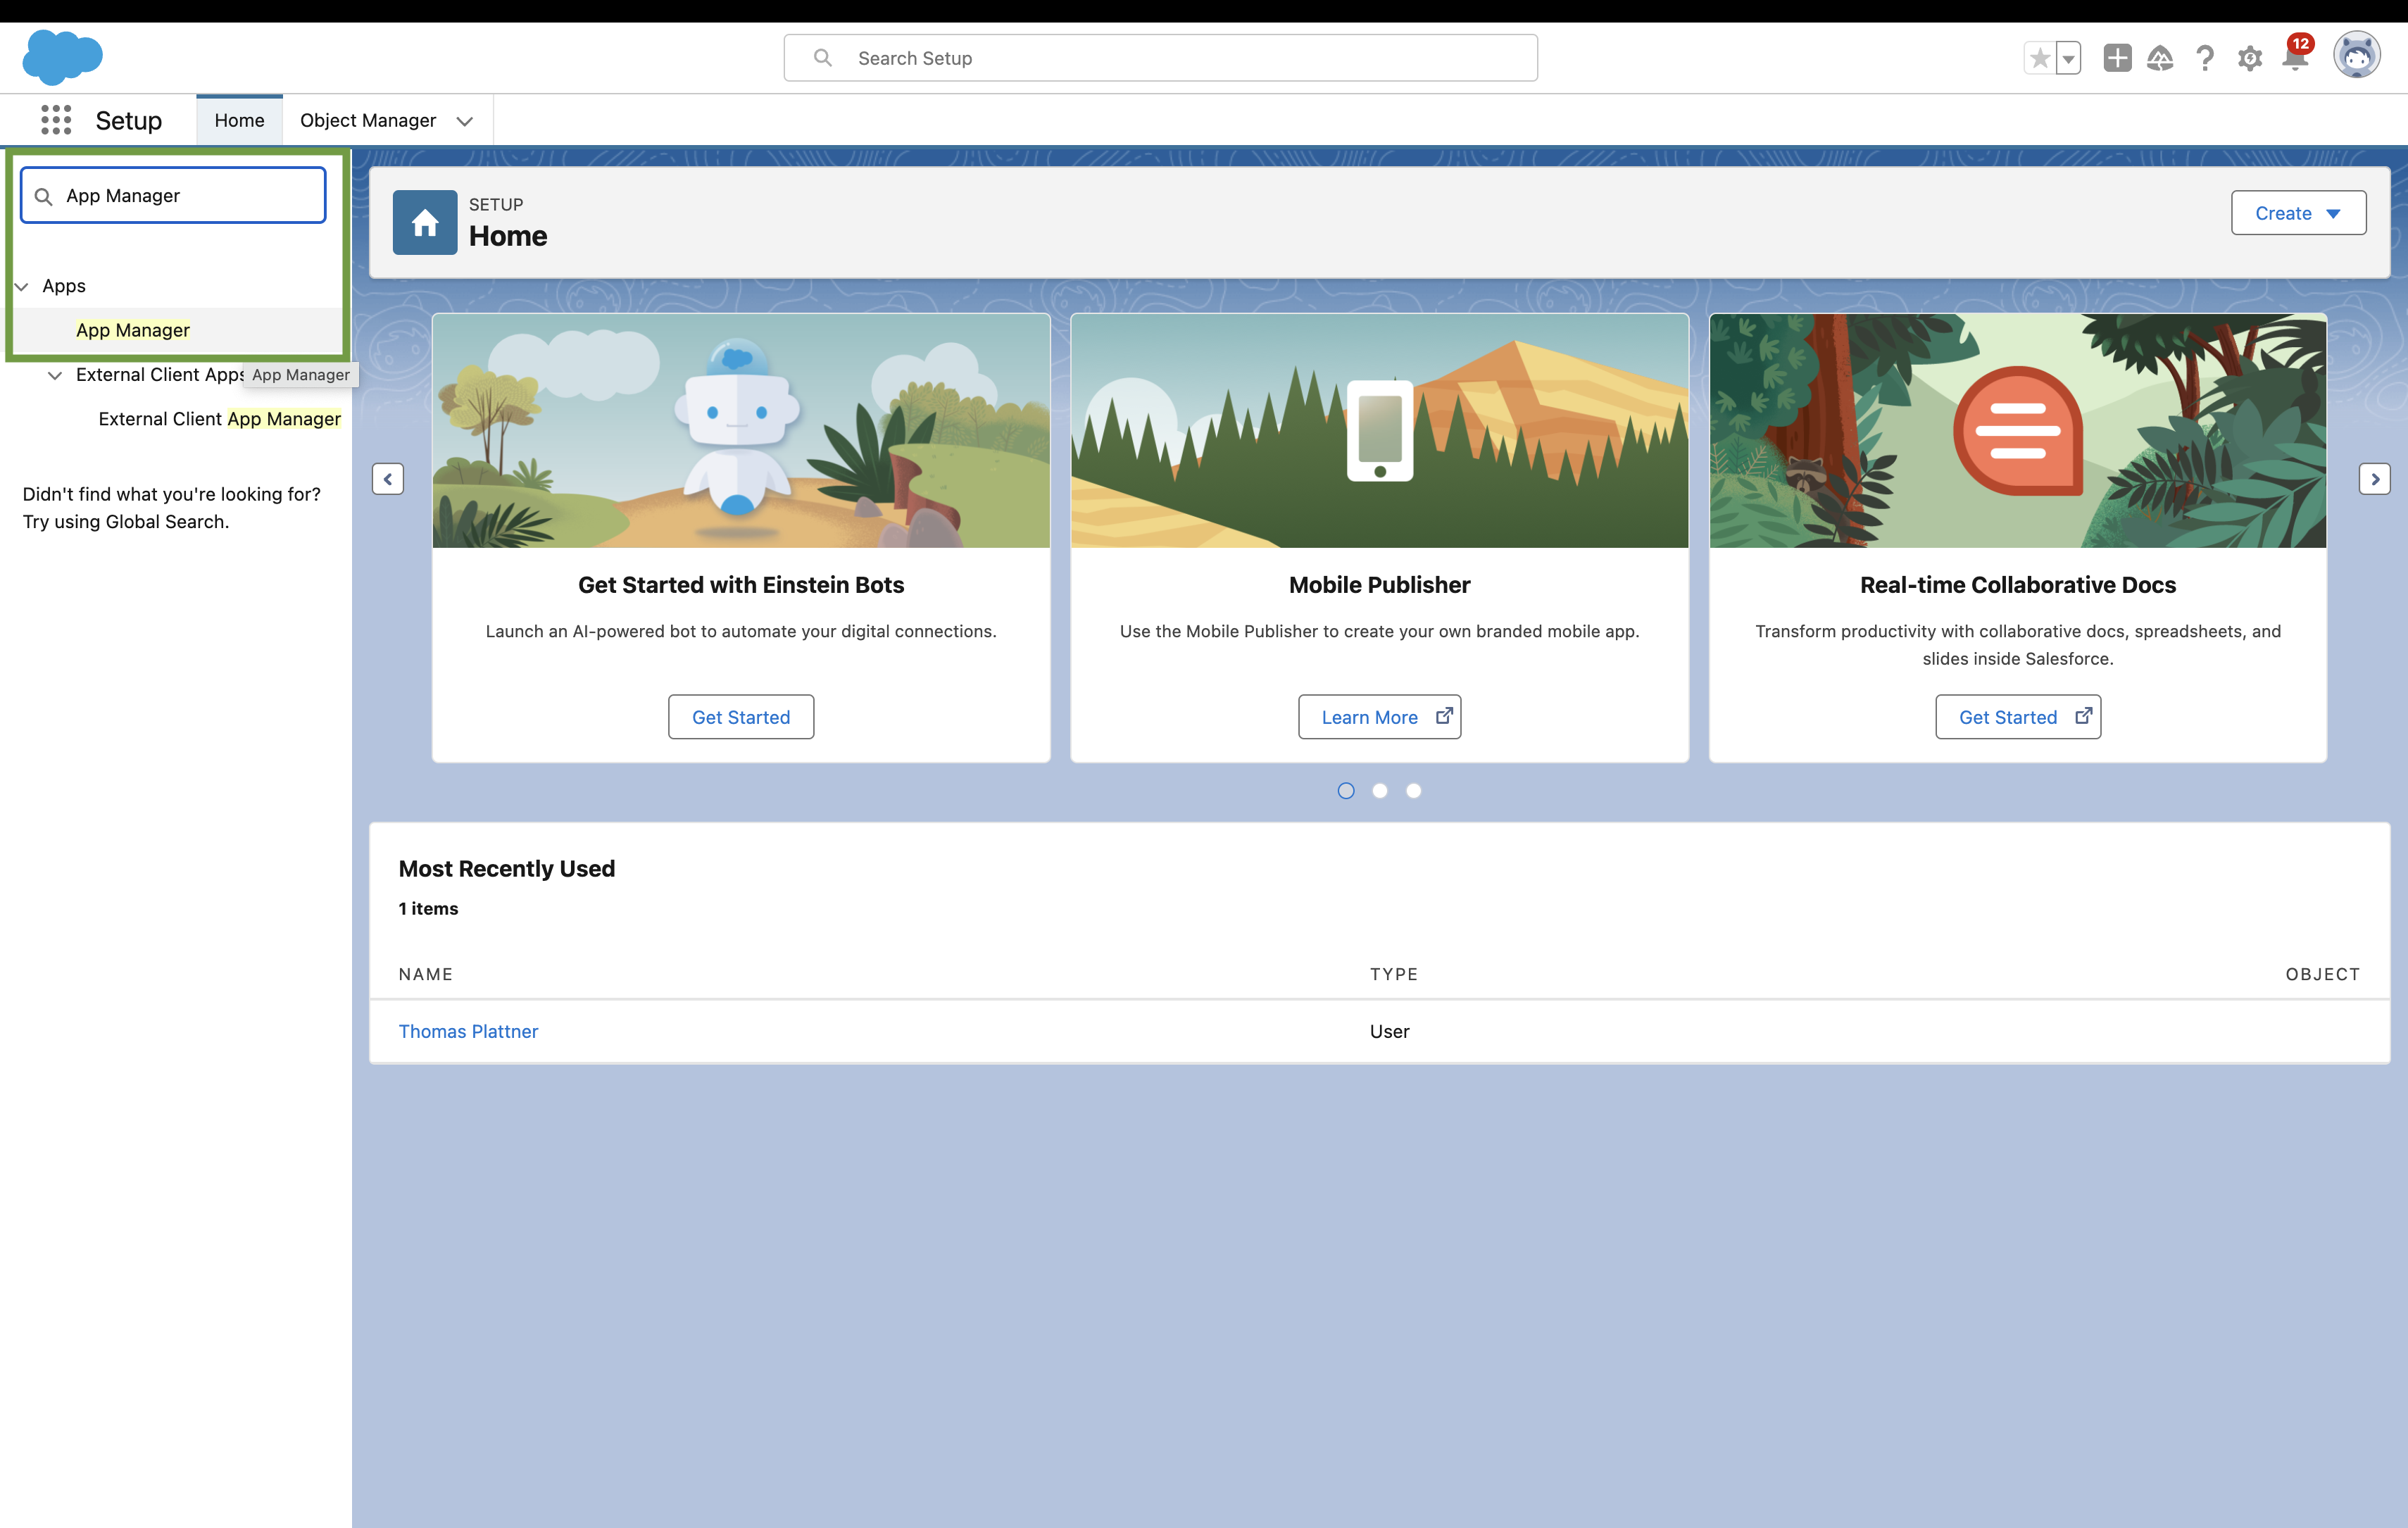 Search Setup
12
Setup
Home
Object Manager
App Manager
Apps
App Manager
External Client Apps
App Manager
External Client App Manager
Didn't find what you're looking for?
Try using Global Search.
SETUP
Home
Create
Get Started with Einstein Bots
Launch an AI-powered bot to automate your digital connections.
Get Started
Mobile Publisher
Use the Mobile Publisher to create your own branded mobile app.
Learn More
Real-time Collaborative Docs
Transform productivity with collaborative docs, spreadsheets, and
slides inside Salesforce.
Get Started
Most Recently Used
1 items
NAME TYPE OBJECT
Thomas Plattner User